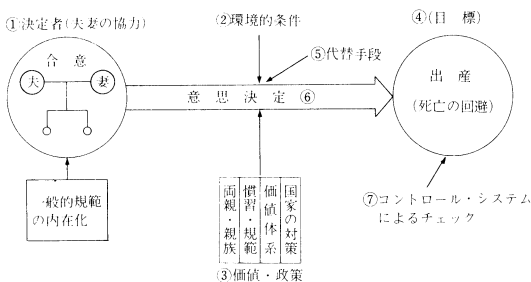 ①決定者(夫妻の協力)
(②環境的条件
④(目 標)
⑤代替手段
合 意
夫
妻
意 思 決 定 ⑥
出 産
(死亡の回避)
一般的規範
の内在化
両親・親族
慣習・規範
価値体系
国家の対策
③価値・政策
⑦コントロール・システム
によるチェック